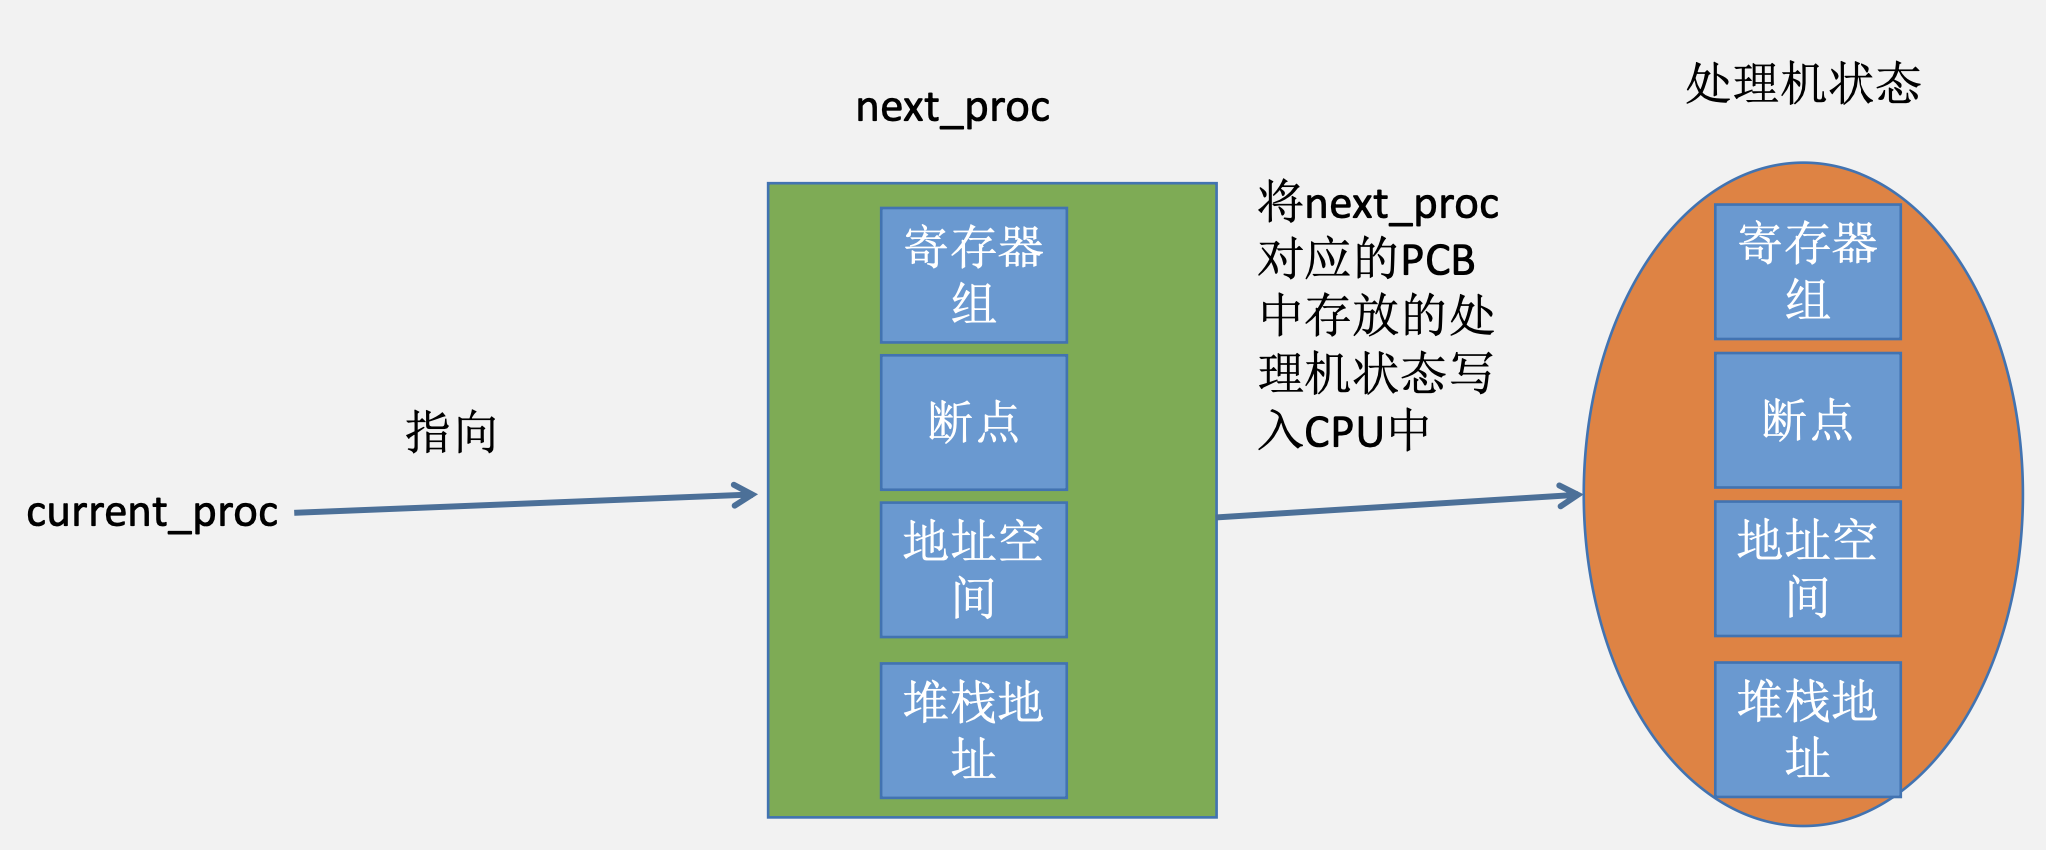 处理机状态
next_proc
将next_proc
对应的PCB
中存放的处
理机状态写
入CPU中
指向
current_proc
寄存器
组
断点
地址空
间
堆栈地
址
寄存器
组
断点
地址空
间
堆栈地
址